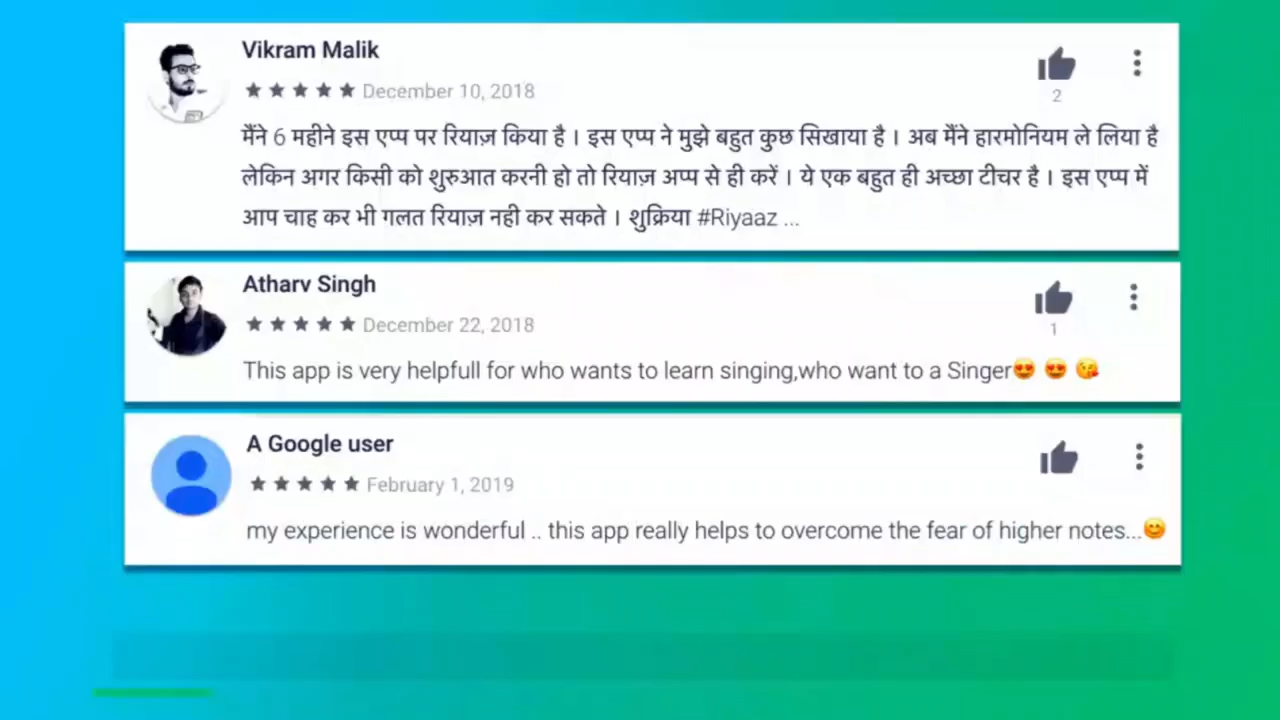 Vikram Malik
★★★★★ December 10, 2018
2
मैंने 6 महीने इस एप्प पर रियाज़ किया है । इस एप्प ने मुझे बहुत कुछ सिखाया है । अब मैंने हारमोनियम ले लिया है
लेकिन अगर किसी को शुरुआत करनी हो तो रियाज़ अप्प से ही करें । ये एक बहुत ही अच्छा टीचर है । इस एप्प में
आप चाह कर भी गलत रियाज़ नही कर सकते । शुक्रिया #Riyaaz ...
Atharv Singh
★★★★★ December 22, 2018
1
This app is very helpfull for who wants to learn singing,who want to a Singer😍 😍 😘
A Google user
★★★★★ February 1, 2019
my experience is wonderful .. this app really helps to overcome the fear of higher notes...😊